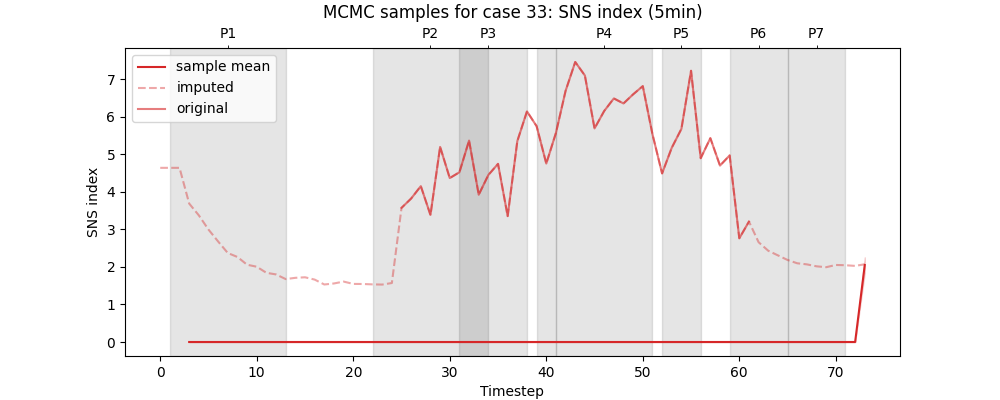 MCMC samples for case 33: SNS index (5min)
P1 P2 P3 P4 P5 P6 P7
sample mean
imputed
original
7
6
5
4
3
2
1
0
SNS index
0 10 20 30 40 50 60 70
Timestep